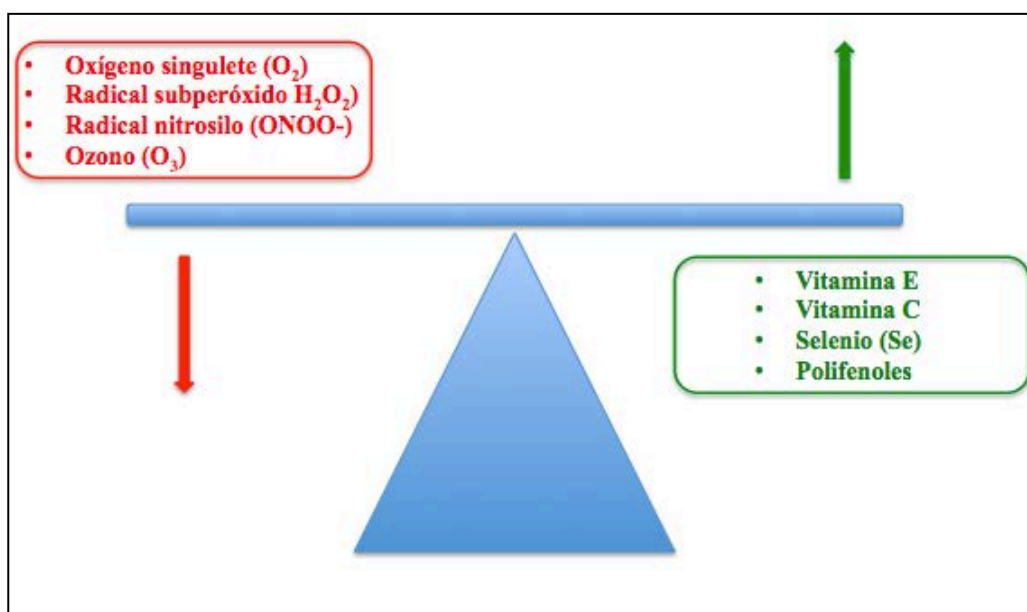 • Oxígeno singulete (O₂)
• Radical subperóxido H₂O₂)
• Radical nitrosilo (ONOO-)
• Ozono (O₃)
• Vitamina E
• Vitamina C
• Selenio (Se)
• Polifenoles